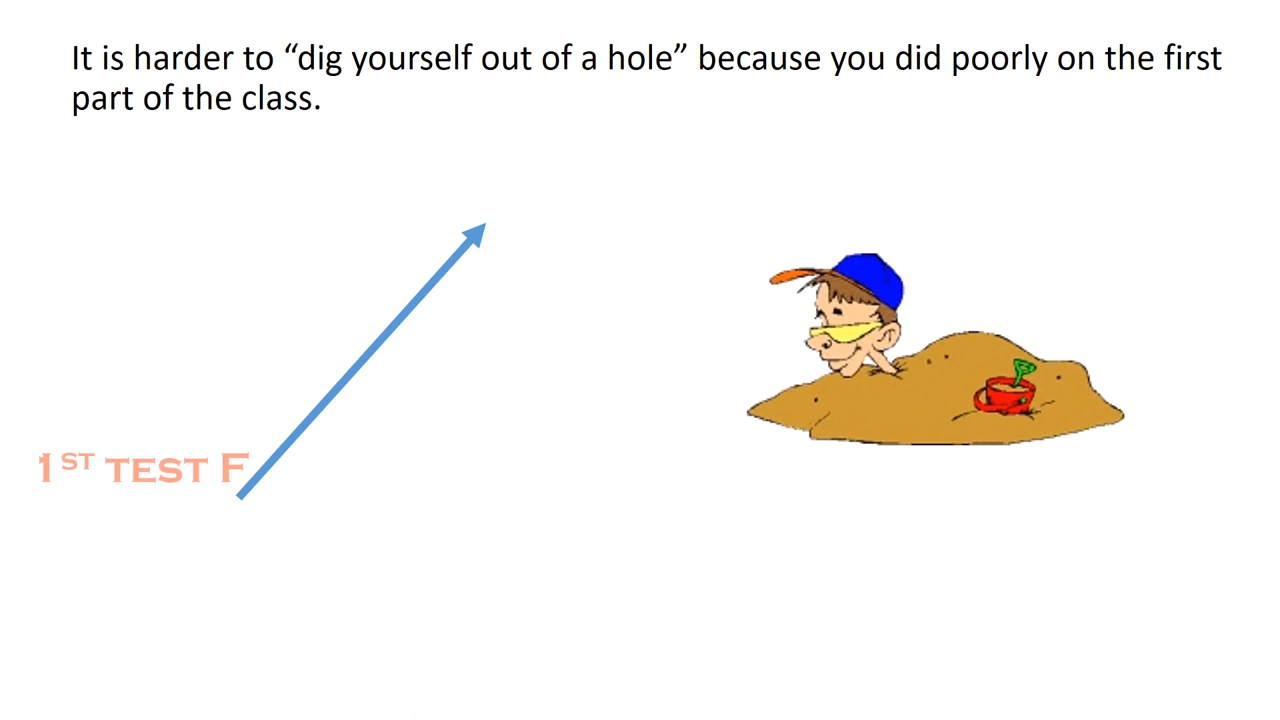 It is harder to “dig yourself out of a hole” because you did poorly on the first
part of the class.
1ST TEST F